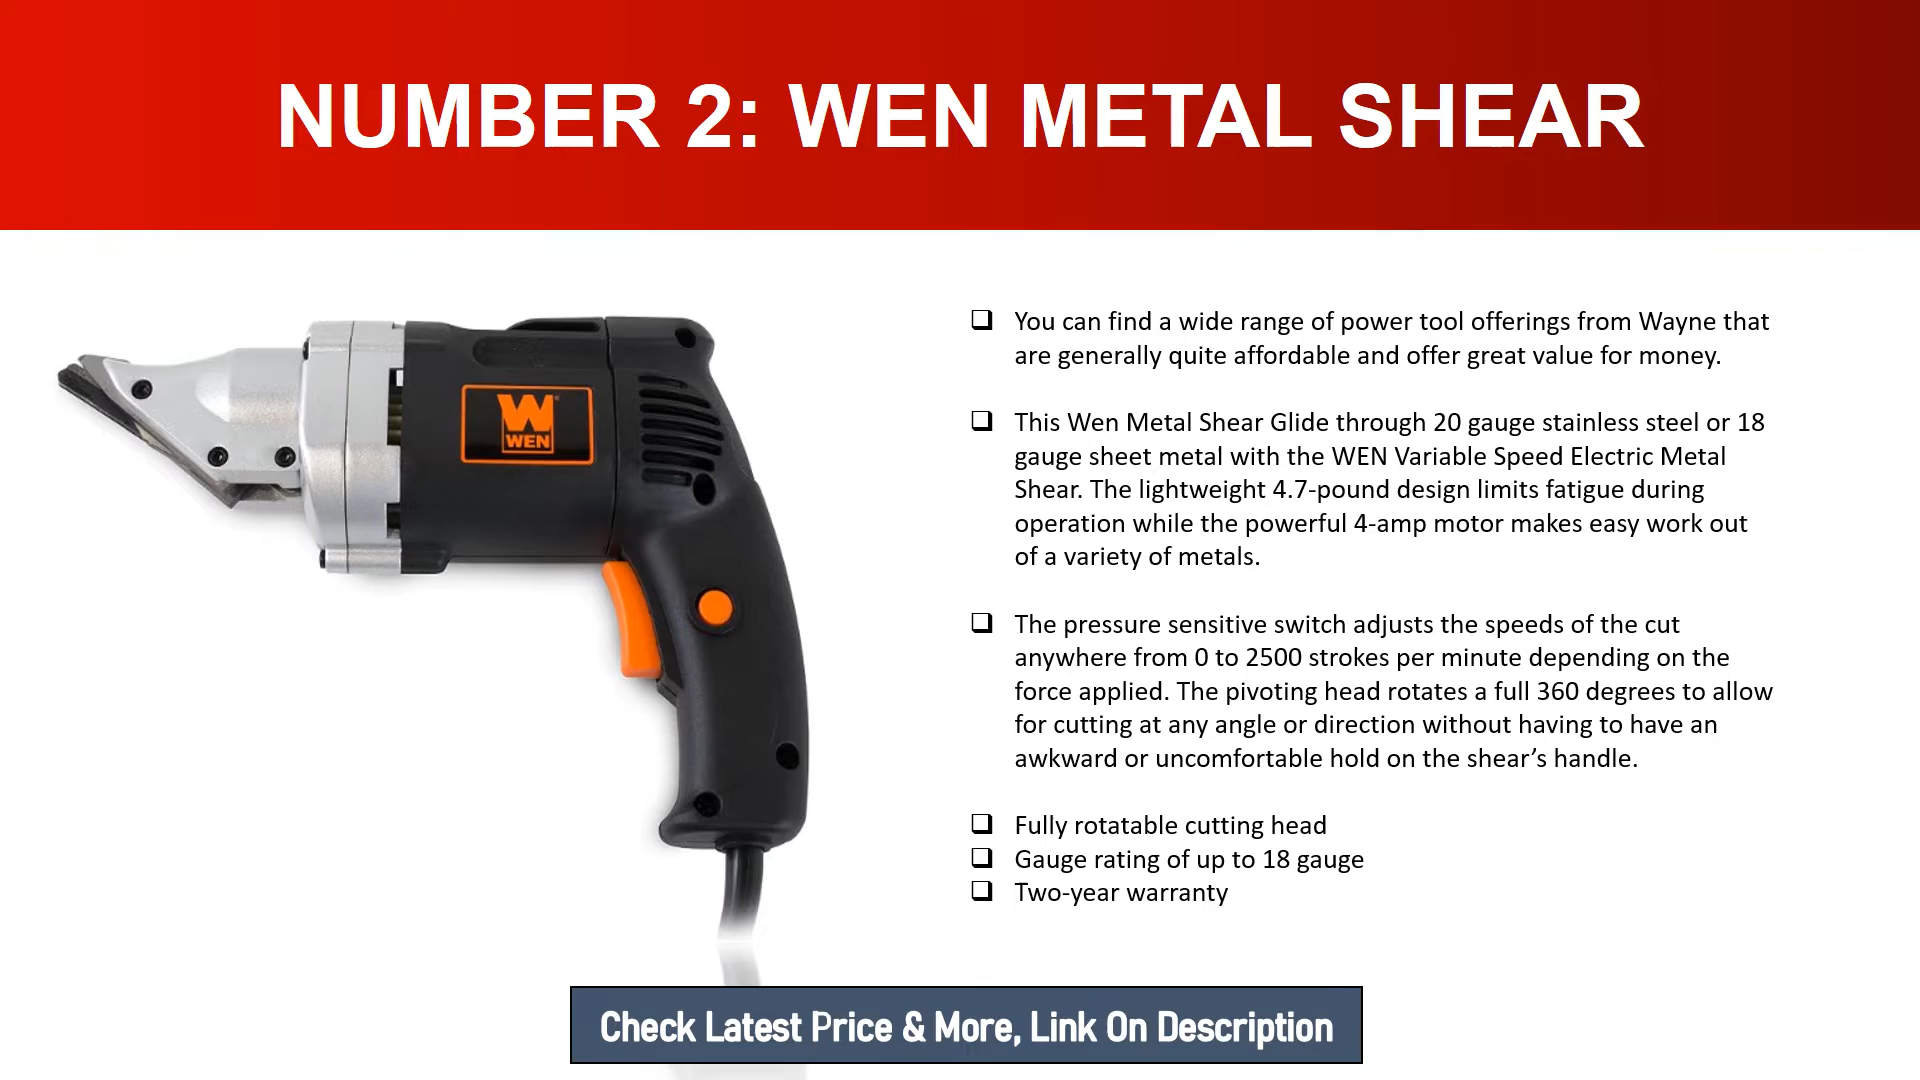 NUMBER 2: WEN METAL SHEAR
W
WEN
❑ You can find a wide range of power tool offerings from Wayne that
are generally quite affordable and offer great value for money.
❑ This Wen Metal Shear Glide through 20 gauge stainless steel or 18
gauge sheet metal with the WEN Variable Speed Electric Metal
Shear. The lightweight 4.7-pound design limits fatigue during
operation while the powerful 4-amp motor makes easy work out
of a variety of metals.
❑ The pressure sensitive switch adjusts the speeds of the cut
anywhere from 0 to 2500 strokes per minute depending on the
force applied. The pivoting head rotates a full 360 degrees to allow
for cutting at any angle or direction without having to have an
awkward or uncomfortable hold on the shear’s handle.
❑ Fully rotatable cutting head
❑ Gauge rating of up to 18 gauge
❑ Two-year warranty
Check Latest Price & More, Link On Description